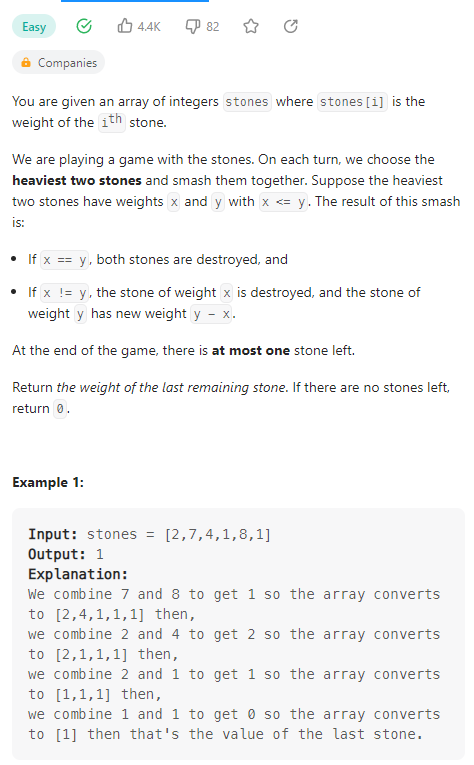 Easy 4.4K 82
Companies
You are given an array of integers stones where stones[i] is the
weight of the ith stone.
We are playing a game with the stones. On each turn, we choose the
heaviest two stones and smash them together. Suppose the heaviest
two stones have weights x and y with x <= y. The result of this smash
is:
• If x == y, both stones are destroyed, and
• If x != y, the stone of weight x is destroyed, and the stone of
weight y has new weight y - x.
At the end of the game, there is at most one stone left.
Return the weight of the last remaining stone. If there are no stones left,
return 0.
Example 1:
Input: stones = [2,7,4,1,8,1]
Output: 1
Explanation:
We combine 7 and 8 to get 1 so the array converts
to [2,4,1,1,1] then,
we combine 2 and 4 to get 2 so the array converts
to [2,1,1,1] then,
we combine 2 and 1 to get 1 so the array converts
to [1,1,1] then,
we combine 1 and 1 to get 0 so the array converts
to [1] then that's the value of the last stone.